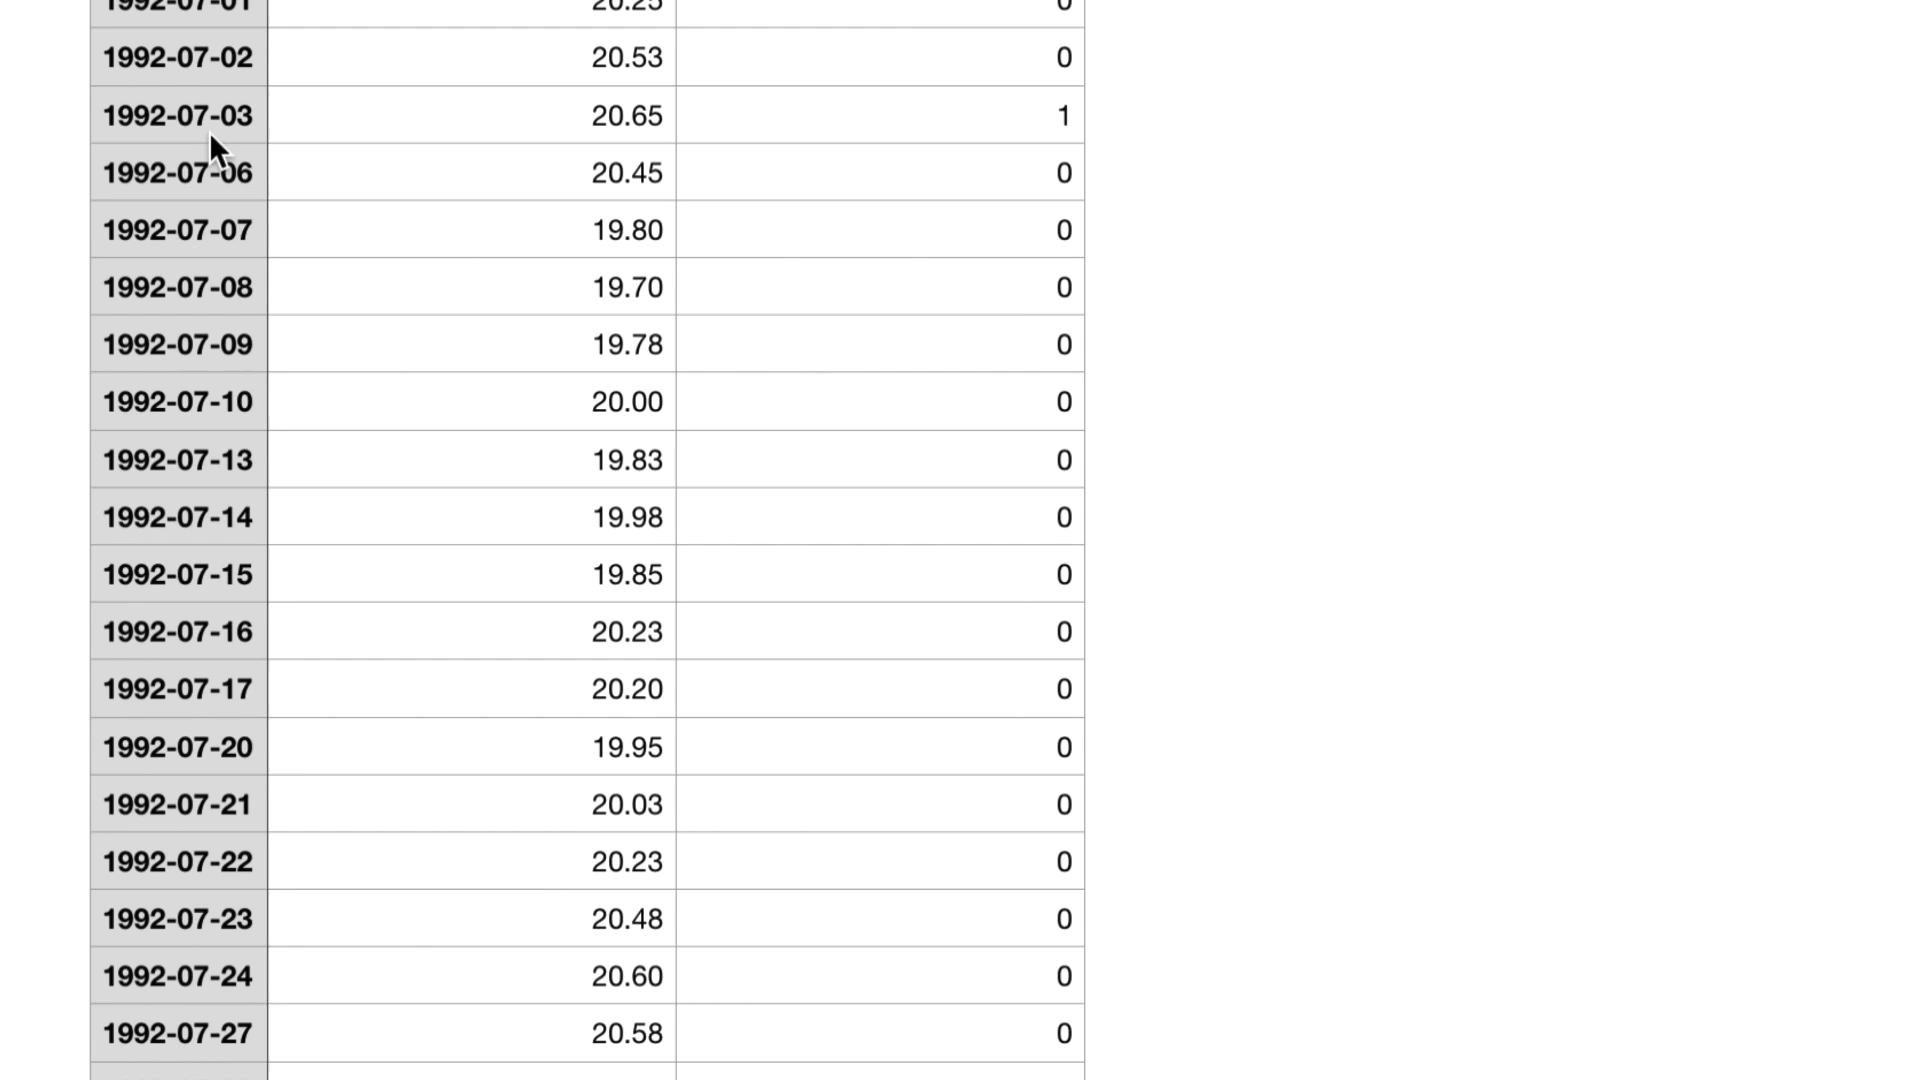 1992-07-01 20.25 0
1992-07-02 20.53 0
1992-07-03 20.65 1
1992-07-06 20.45 0
1992-07-07 19.80 0
1992-07-08 19.70 0
1992-07-09 19.78 0
1992-07-10 20.00 0
1992-07-13 19.83 0
1992-07-14 19.98 0
1992-07-15 19.85 0
1992-07-16 20.23 0
1992-07-17 20.20 0
1992-07-20 19.95 0
1992-07-21 20.03 0
1992-07-22 20.23 0
1992-07-23 20.48 0
1992-07-24 20.60 0
1992-07-27 20.58 0